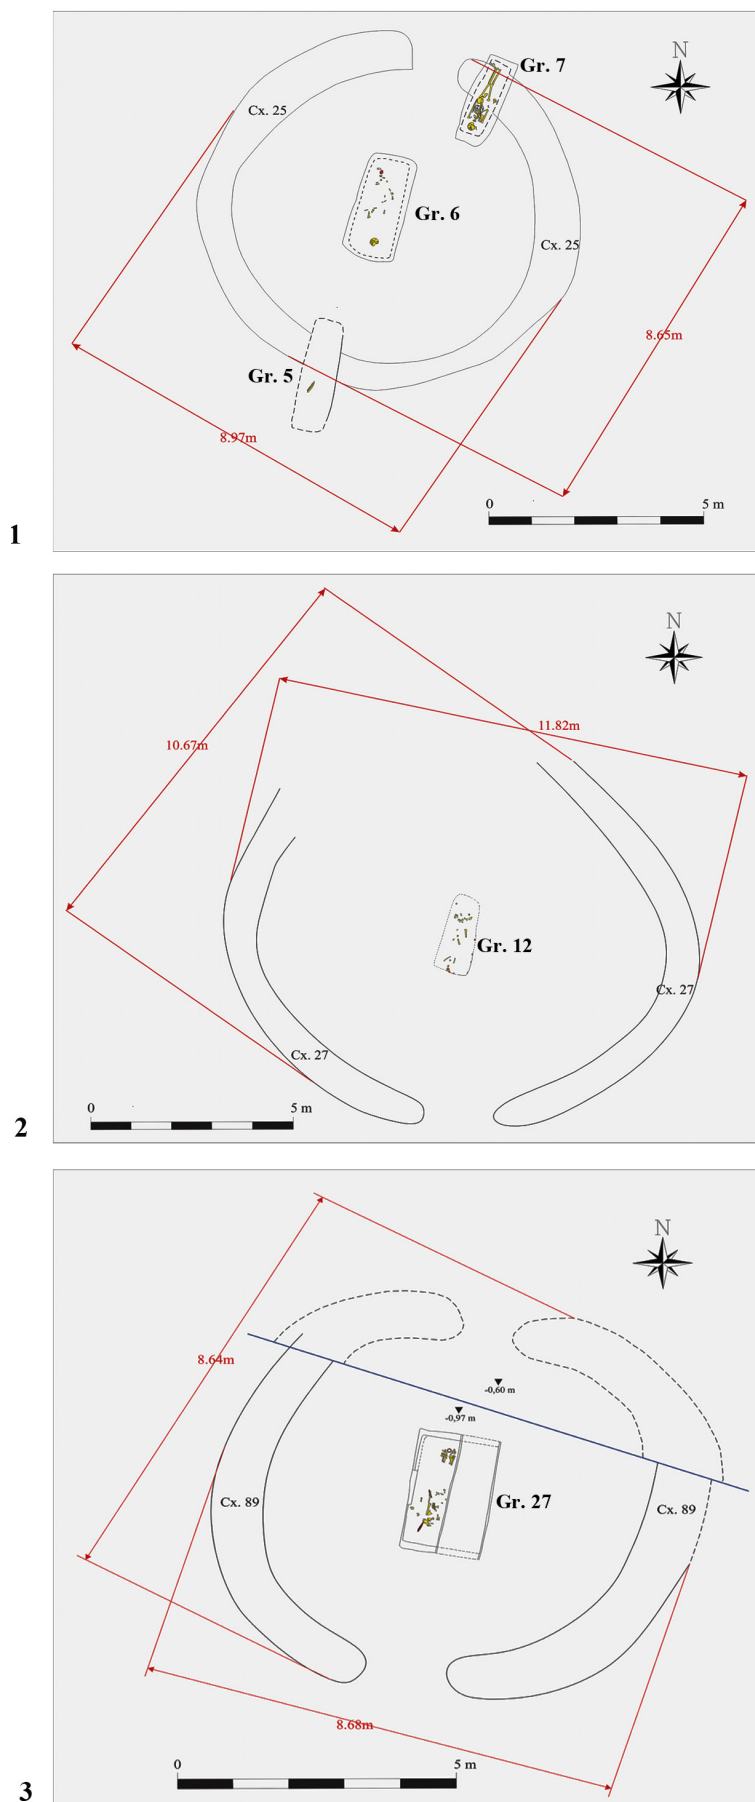 N
Gr. 7
Cx. 25
Gr. 6
Cx. 25
8.65m
Gr. 5
8.97m
0 5 m
1
N
11.82m
10.67m
Gr. 12
Cx. 27
Cx. 27
0 5 m
2
N
8.64m
-0,60 m
-0,97 m
Gr. 27
Cx. 89
Cx. 89
8.68m
0 5 m
3